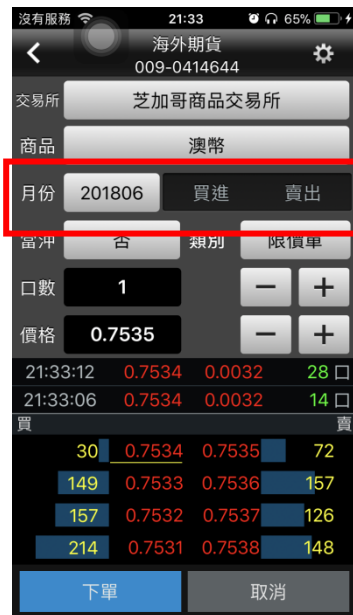 沒有服務 21:33 65%
海外期貨
009-0414644
交易所 芝加哥商品交易所
商品 澳幣
月份 201806 買進 賣出
當沖 否 類別 限價單
口數 1 − +
價格 0.7535 − +
21:33:12 0.7534 0.0032 28 口
21:33:06 0.7534 0.0032 14 口
買 賣
30 0.7534 0.7535 72
149 0.7533 0.7536 157
157 0.7532 0.7537 126
214 0.7531 0.7538 148
下單 取消